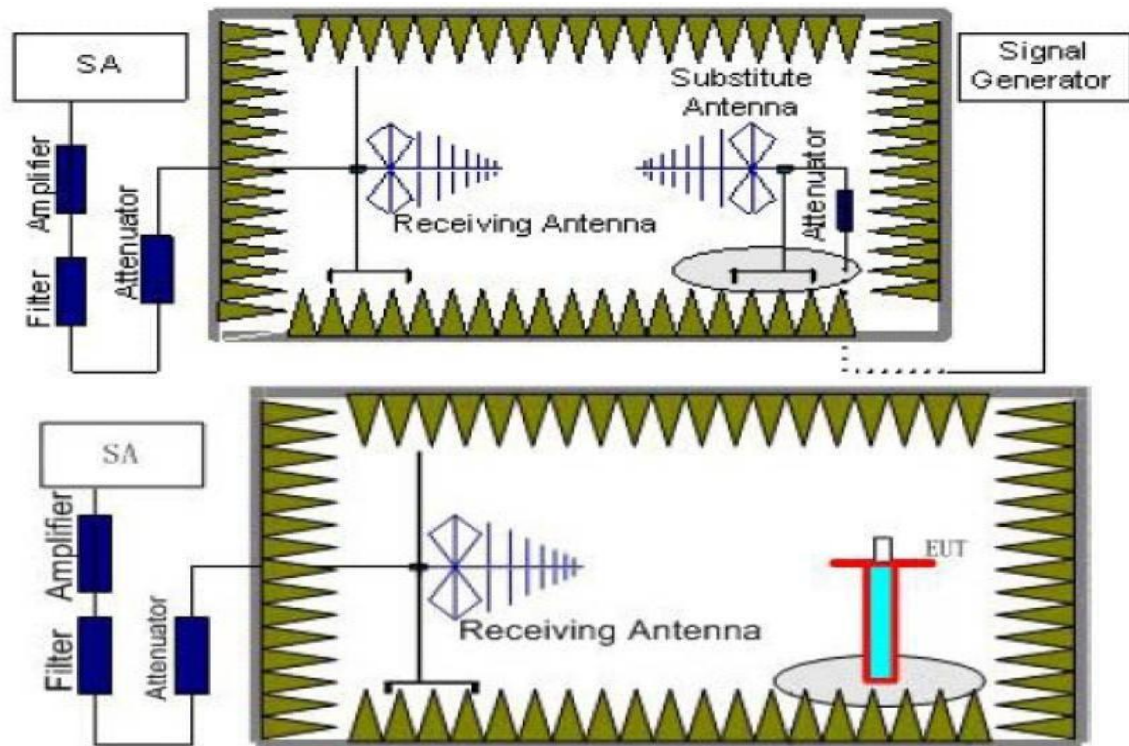 SA
Signal
Generator
Substitute
Antenna
Amplifier
Attenuator
Attenuator
Filter
Receiving Antenna
SA
Amplifier
EUT
Filter
Attenuator
Receiving Antenna